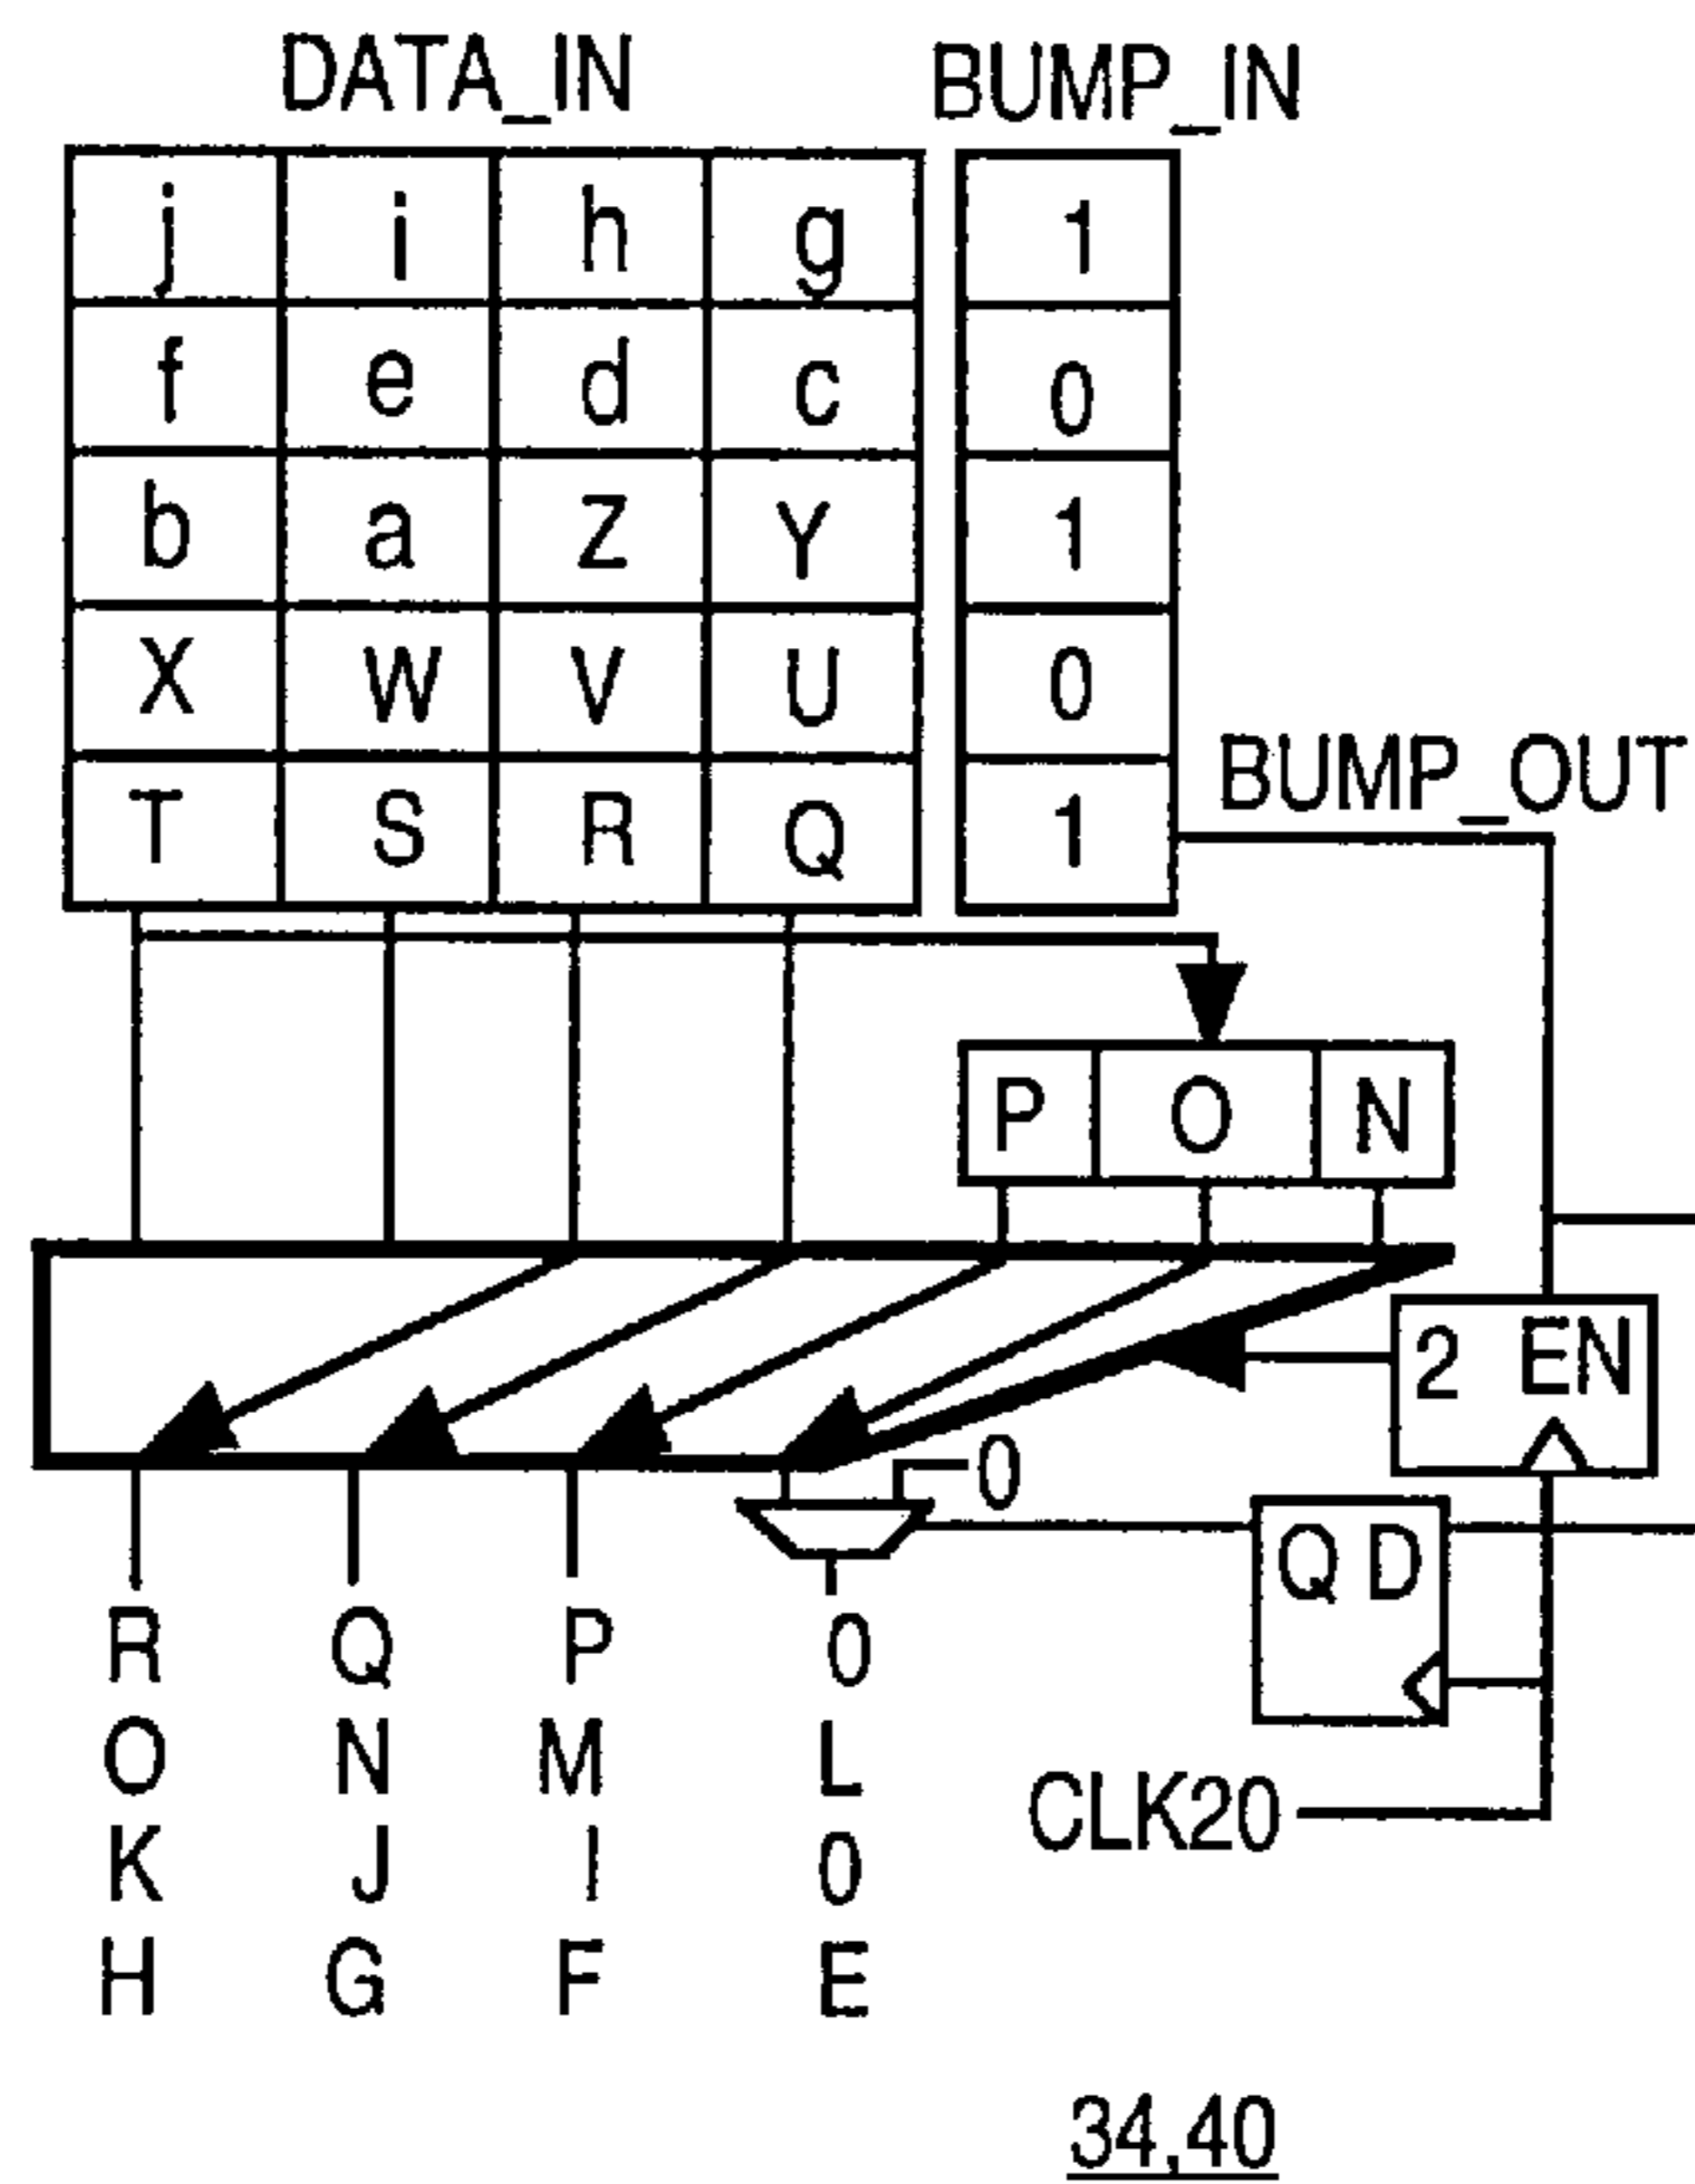 DATA_IN BUMP_IN
j i h g 1
f e d c 0
b a Z Y 1
X W V U 0
T S R Q 1
BUMP_OUT
P O N
2 EN
0
Q D
R Q P 0
O N M L
CLK20
K J I 0
H G F E
34,40